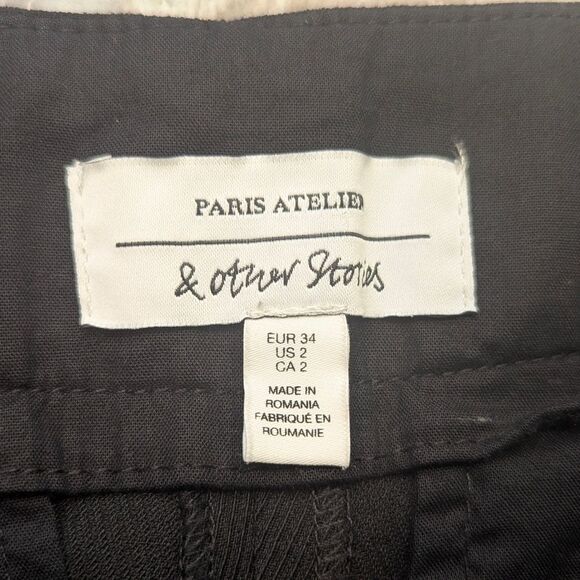 PARIS ATELIER
& other Stories
EUR 34
US 2
CA 2
MADE IN
ROMANIA
FABRIQUÉ EN
ROUMANIE